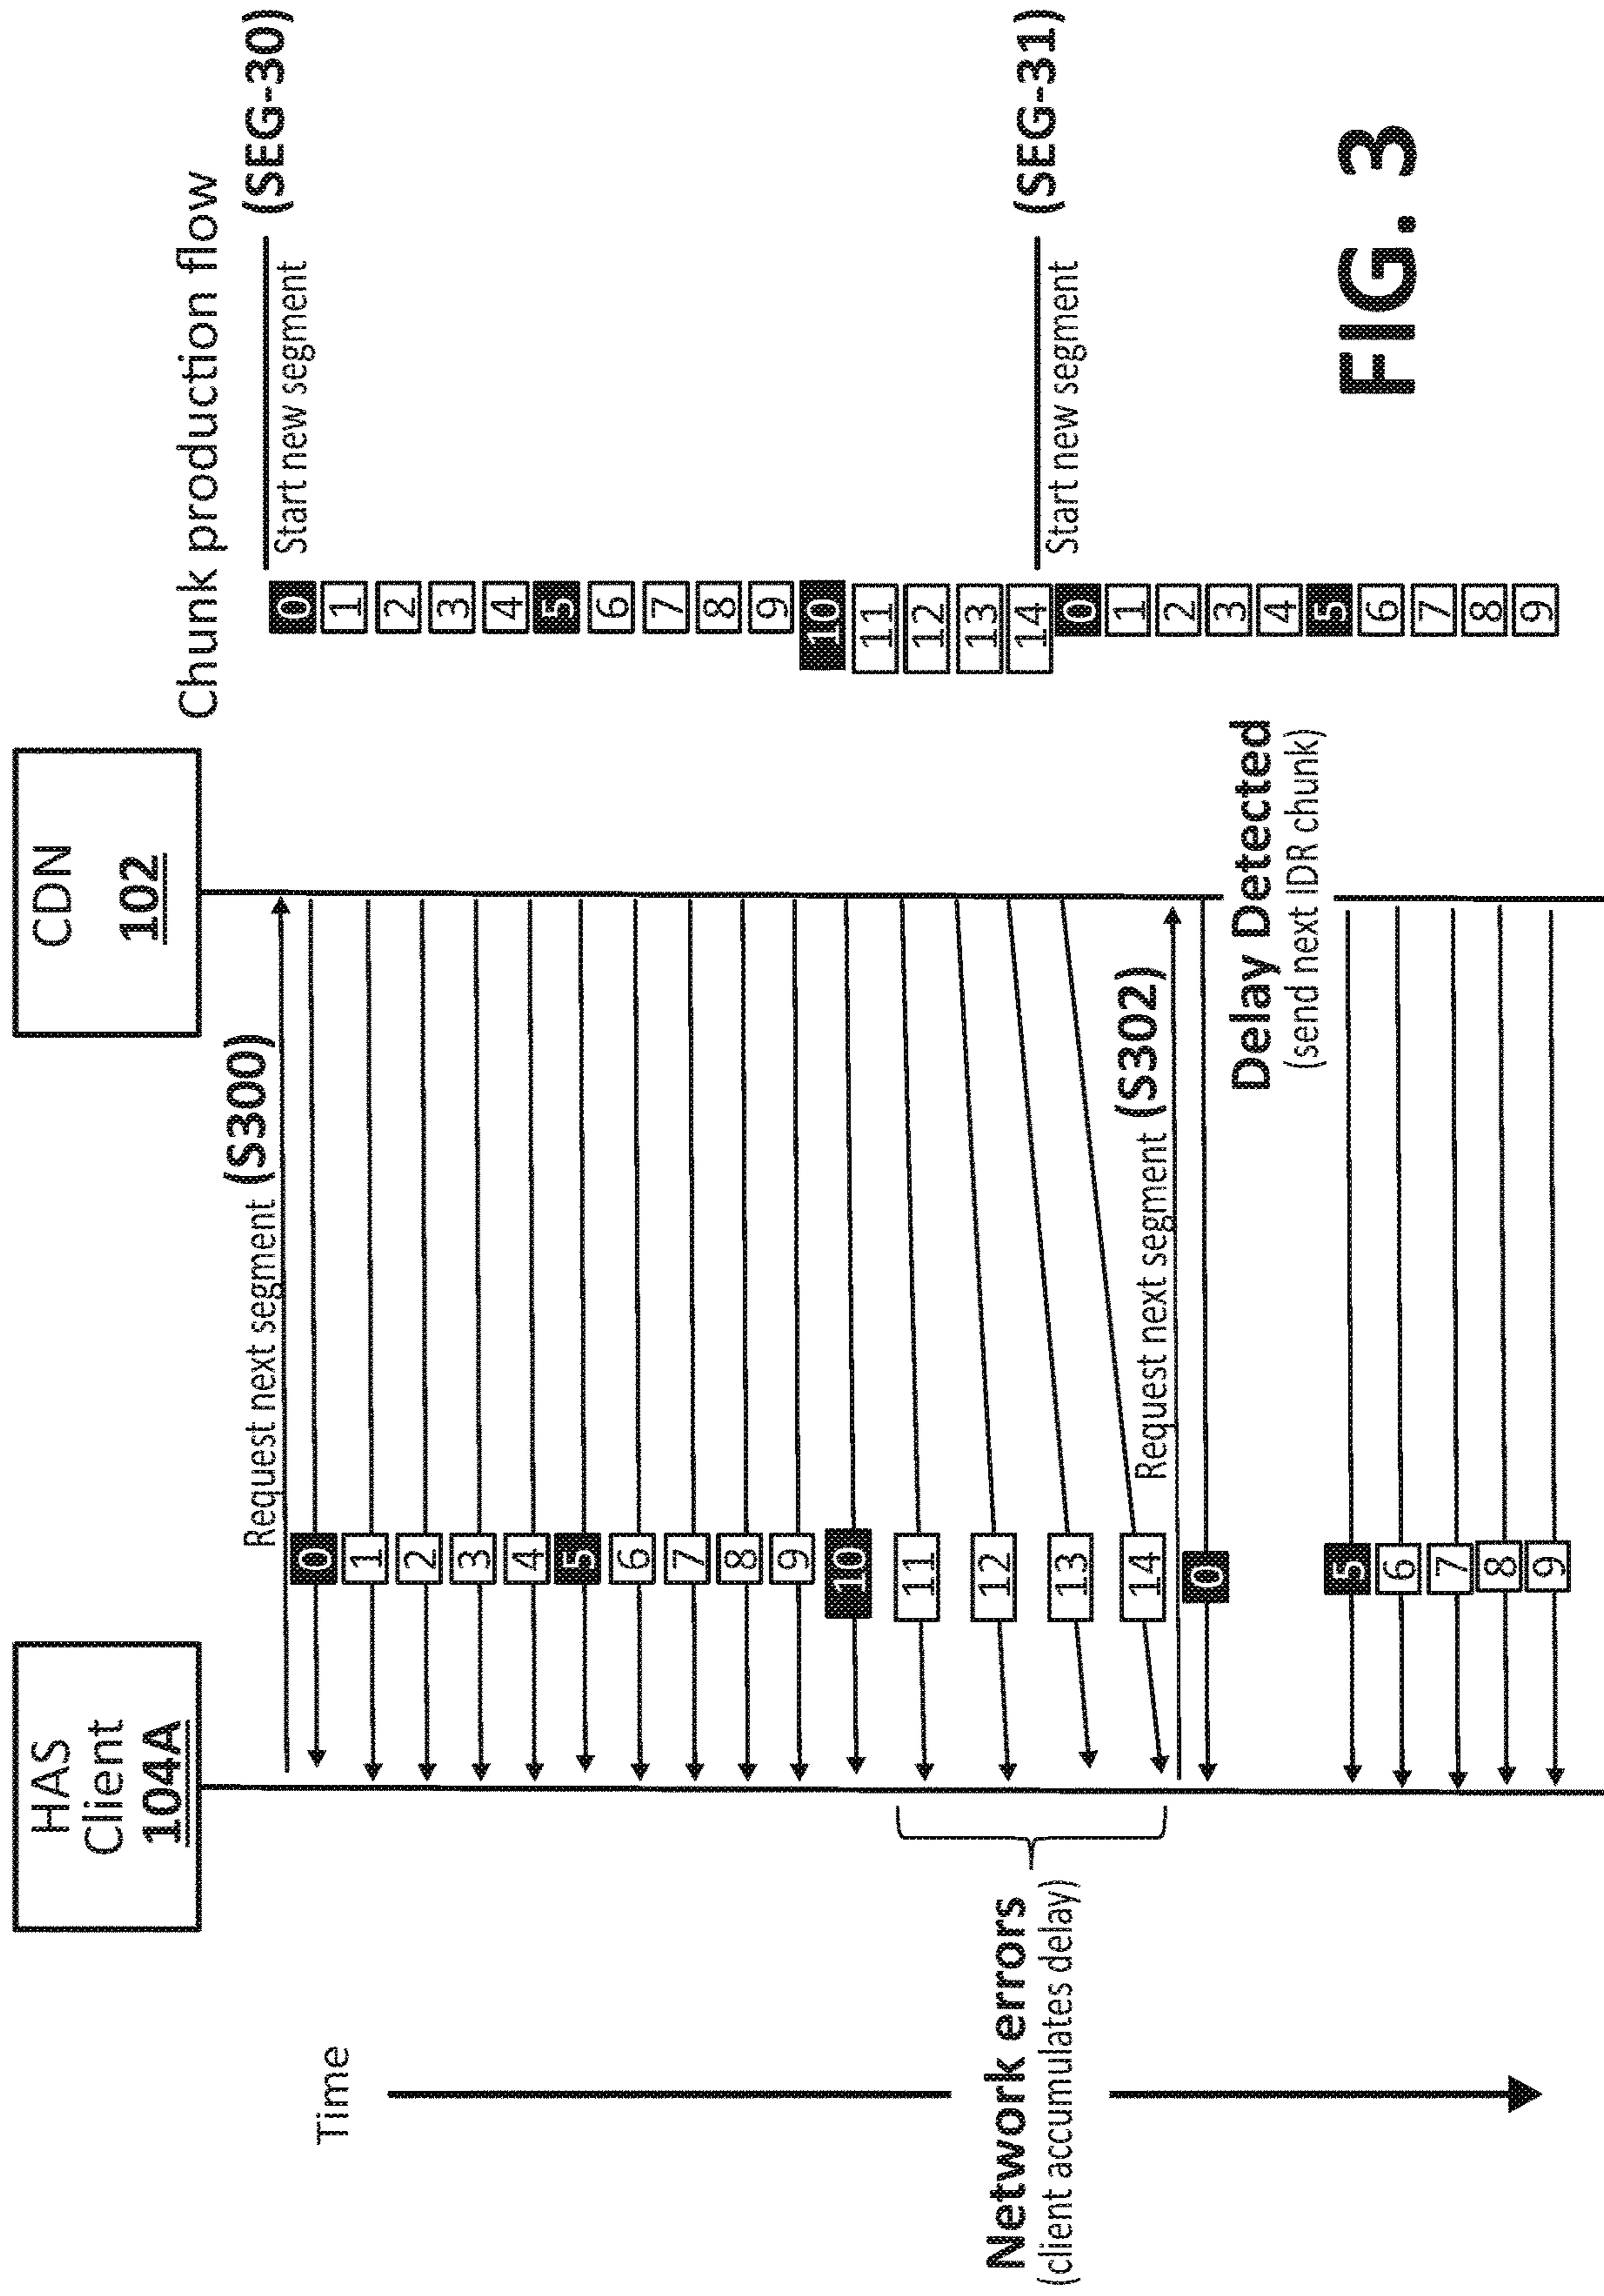 HAS
Client
104A
CDN
102
Chunk production flow
Time
Request next segment (S300)
(SEG-30)
Start new segment
0
1
2
3
4
5
6
7
8
9
10
11
12
13
14
0
5
6
7
8
9
0
1
2
3
4
5
6
7
8
9
10
11
12
13
14
0
1
2
3
4
5
6
7
8
9
Network errors
(client accumulates delay)
Request next segment (S302)
(SEG-31)
Start new segment
Delay Detected
(send next IDR chunk)
FIG. 3